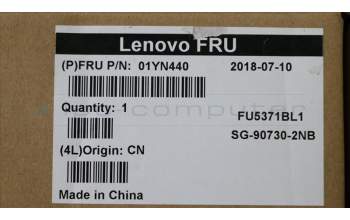 Lenovo FRU
(P)FRU P/N: 01YN440 2018-07-10
Quantity: 1
FU5371BL1
SG-90730-2NB
(4L)Origin: CN
Made in China